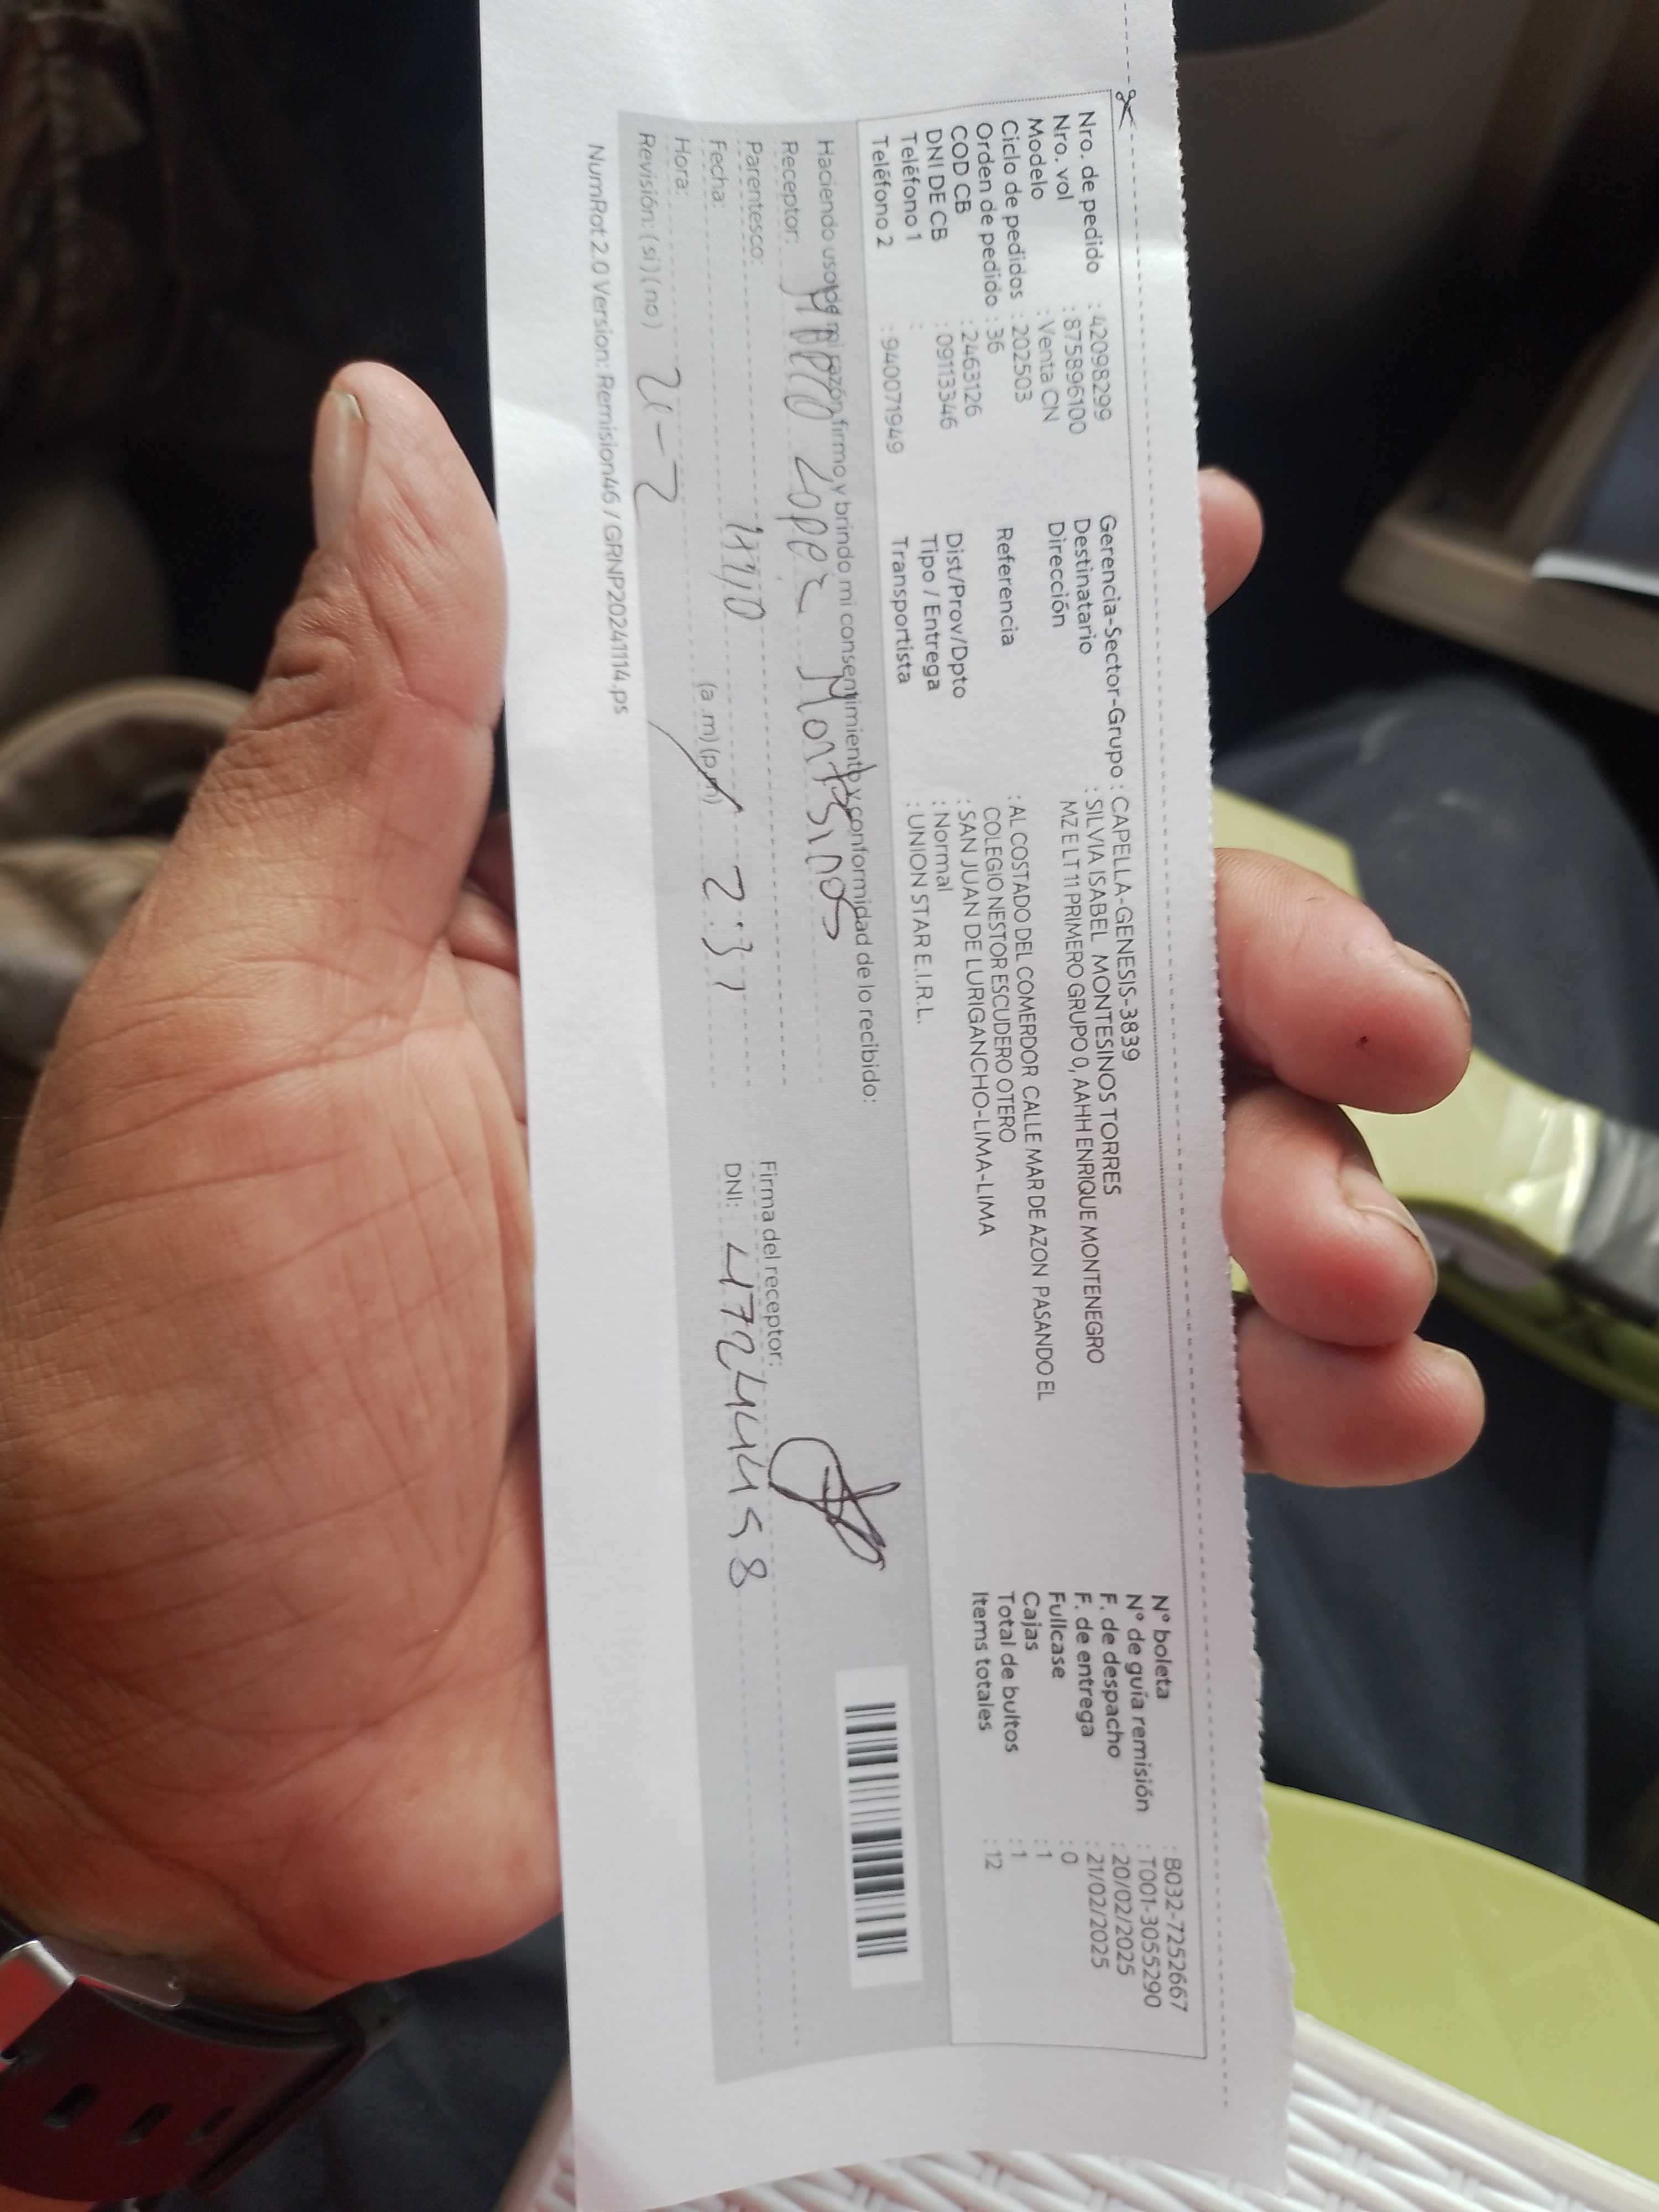 Nro. de pedido : 42098299
Nro. vol : 875896100
Modelo : Venta CN
Ciclo de pedidos : 202503
Orden de pedido : 36
COD CB : 2463126
DNI DE CB : 09113346
Teléfono 1 :
Teléfono 2 : 940071949
Gerencia-Sector-Grupo : CAPELLA-GENESIS-3839
Destinatario : SILVIA ISABEL MONTESINOS TORRES
Dirección MZ E LT 11 PRIMERO GRUPO 0, AAHH ENRIQUE MONTENEGRO
Referencia : AL COSTADO DEL COMERDOR CALLE MAR DE AZON PASANDO EL
COLEGIO NESTOR ESCUDERO OTERO
Dist/Prov/Dpto : SAN JUAN DE LURIGANCHO-LIMA-LIMA
Tipo / Entrega : Normal
Transportista : UNION STAR E.I.R.L.
N° boleta : B032-7252667
N° de guía remisión : T001-3055290
F. de despacho : 20/02/2025
F. de entrega : 21/02/2025
Fullcase : 0
Cajas : 1
Total de bultos : 1
Items totales : 12
Haciendo uso de mi razón firmo y brindo mi consentimiento y conformidad de lo recibido:
Receptor: Lopez Montesinos
Parentesco: Hijo
Fecha:
Hora: (a.m) (p.m) 2:37
Revisión: (si) (no) 21-2
Firma del receptor:
DNI: 47244458
NumRot 2.0 Version: Remision46 / GRNP20241114.ps